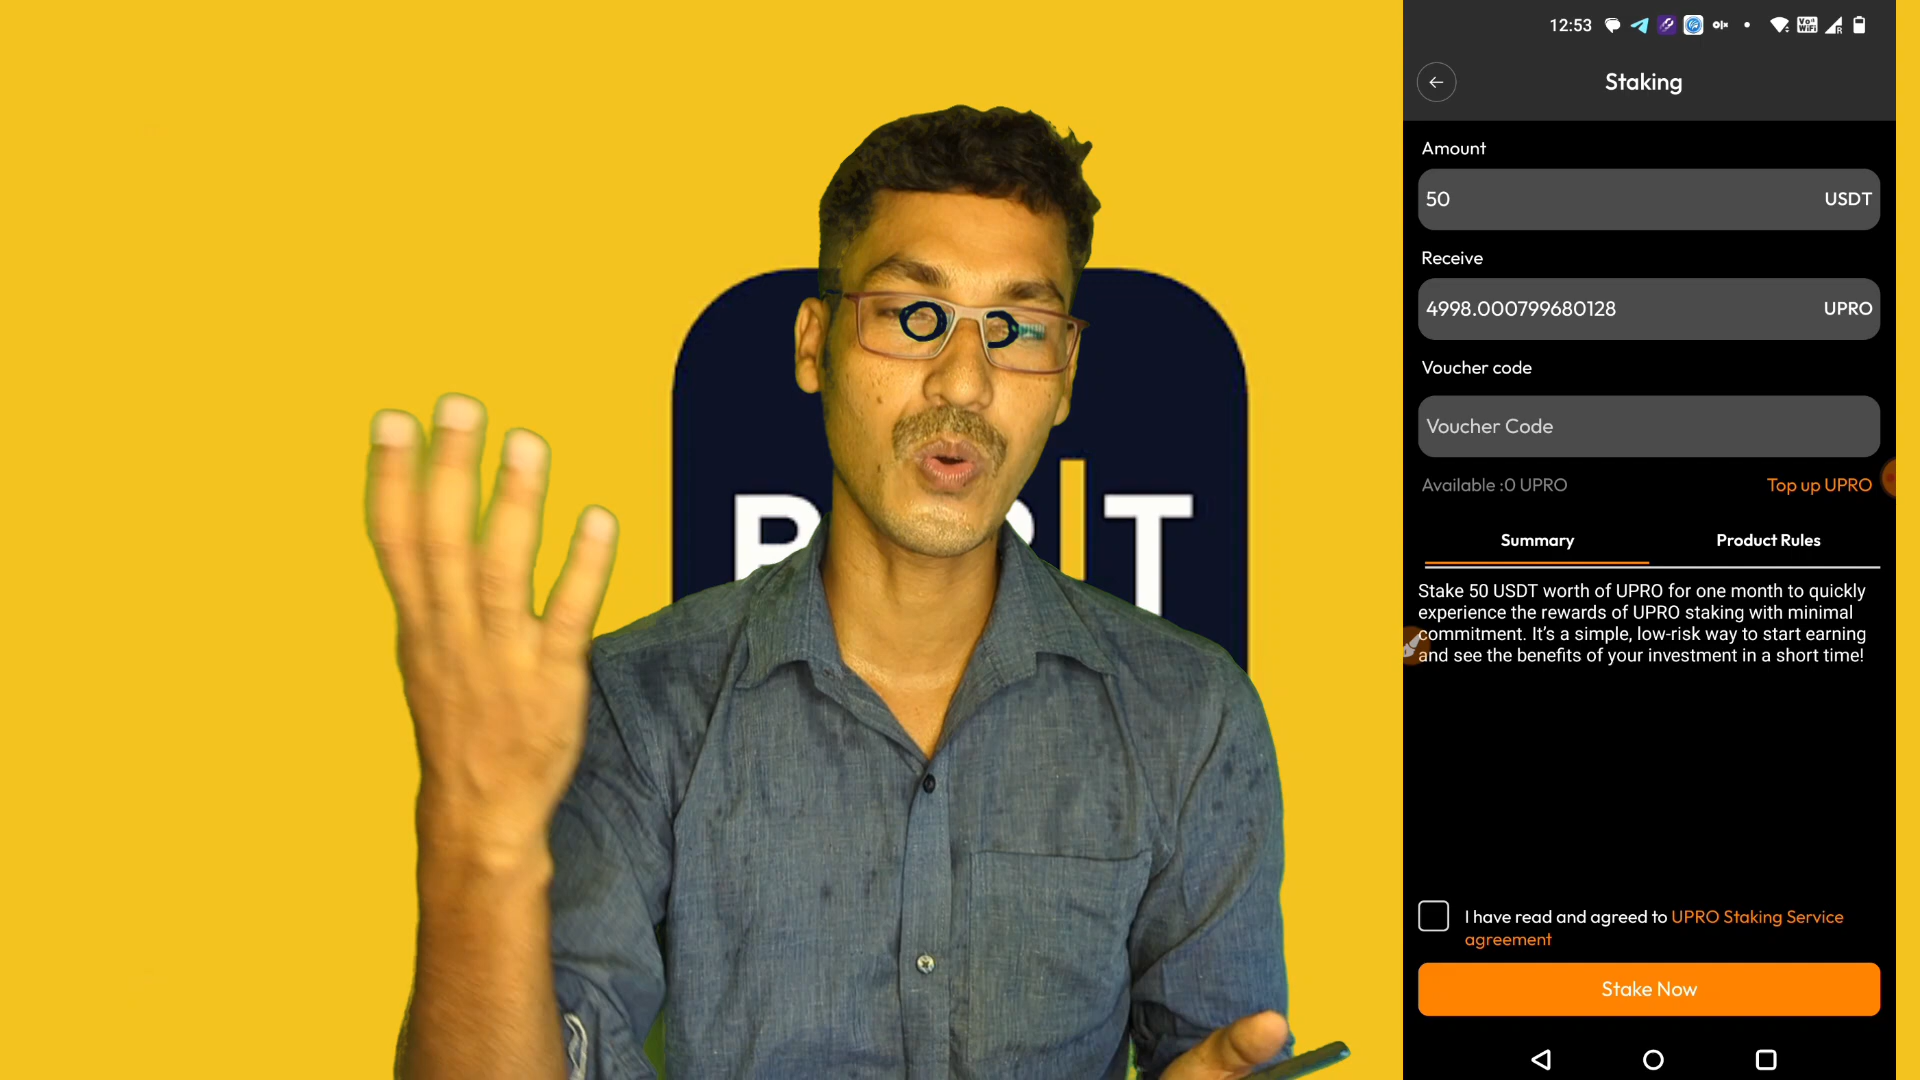 12:53
Staking
Amount
50 USDT
Receive
4998.000799680128 UPRO
Voucher code
Voucher Code
Available :0 UPRO Top up UPRO
Summary Product Rules
Stake 50 USDT worth of UPRO for one month to quickly
experience the rewards of UPRO staking with minimal
commitment. It's a simple, low-risk way to start earning
and see the benefits of your investment in a short time!
I have read and agreed to UPRO Staking Service
agreement
Stake Now